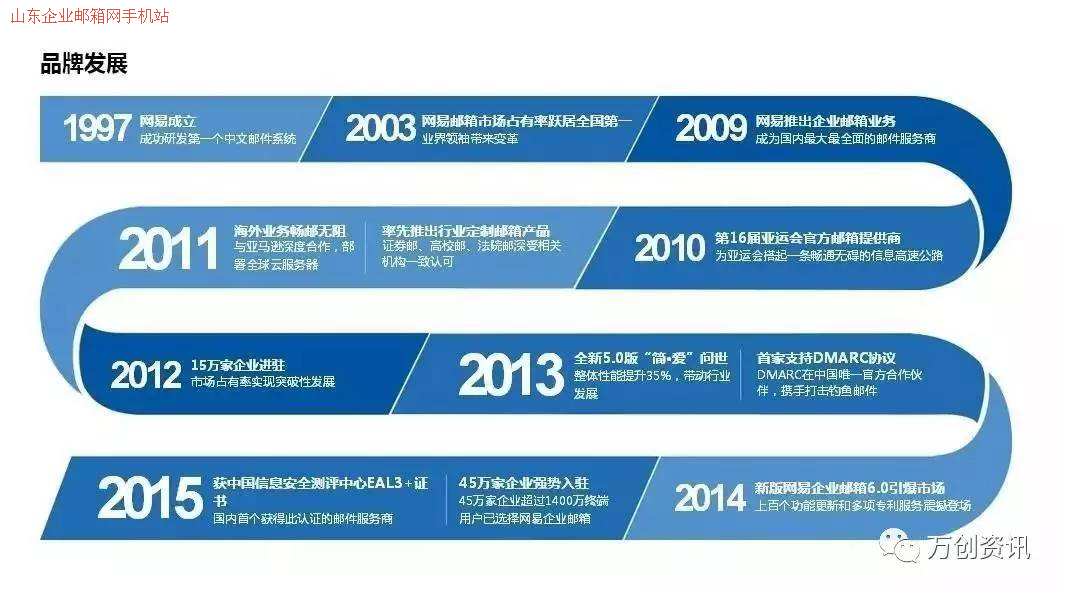 山东企业邮箱网手机站
品牌发展
1997 网易成立
成功研发第一个中文邮件系统
2003 网易邮箱市场占有率跃居全国第一
业界领袖带来变革
2009 网易推出企业邮箱业务
成为国内最大最全面的邮件服务商
2010 第16届亚运会官方邮箱提供商
为亚运会搭起一条畅通无碍的信息高速公路
2011 海外业务畅邮无阻
与亚马逊深度合作，部
署全球云服务器
率先推出行业定制邮箱产品
证券邮、高校邮、法院邮深受相关
机构一致认可
2012 15万家企业进驻
市场占有率实现突破性发展
2013 全新5.0版“简•爱”问世
整体性能提升35%，带动行业
发展
首家支持DMARC协议
DMARC在中国唯一官方合作伙
伴，携手打击钓鱼邮件
2014 新版网易企业邮箱6.0引爆市场
上百个功能更新和多项专利服务震撼登场
2015 获中国信息安全测评中心EAL3+证
书
国内首个获得此认证的邮件服务商
45万家企业强势入驻
45万家企业超过1400万终端
用户已选择网易企业邮箱
万创资讯